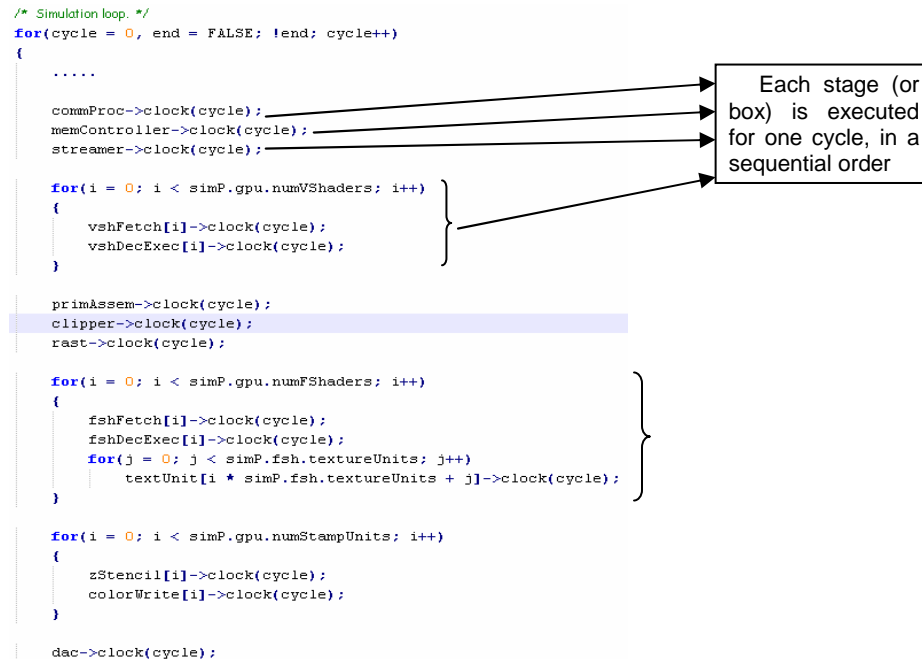 /* Simulation loop. */
for(cycle = 0, end = FALSE; !end; cycle++)
{
.....
commProc->clock(cycle);
memController->clock(cycle);
streamer->clock(cycle);
Each stage (or
box) is executed
for one cycle, in a
sequential order
for(i = 0; i < simP.gpu.numVShaders; i++)
{
vshFetch[i]->clock(cycle);
vshDecExec[i]->clock(cycle);
}
primAssem->clock(cycle);
clipper->clock(cycle);
rast->clock(cycle);
for(i = 0; i < simP.gpu.numFShaders; i++)
{
fshFetch[i]->clock(cycle);
fshDecExec[i]->clock(cycle);
for(j = 0; j < simP.fsh.textureUnits; j++)
textUnit[i * simP.fsh.textureUnits + j]->clock(cycle);
}
for(i = 0; i < simP.gpu.numStampUnits; i++)
{
zStencil[i]->clock(cycle);
colorWrite[i]->clock(cycle);
}
dac->clock(cycle);